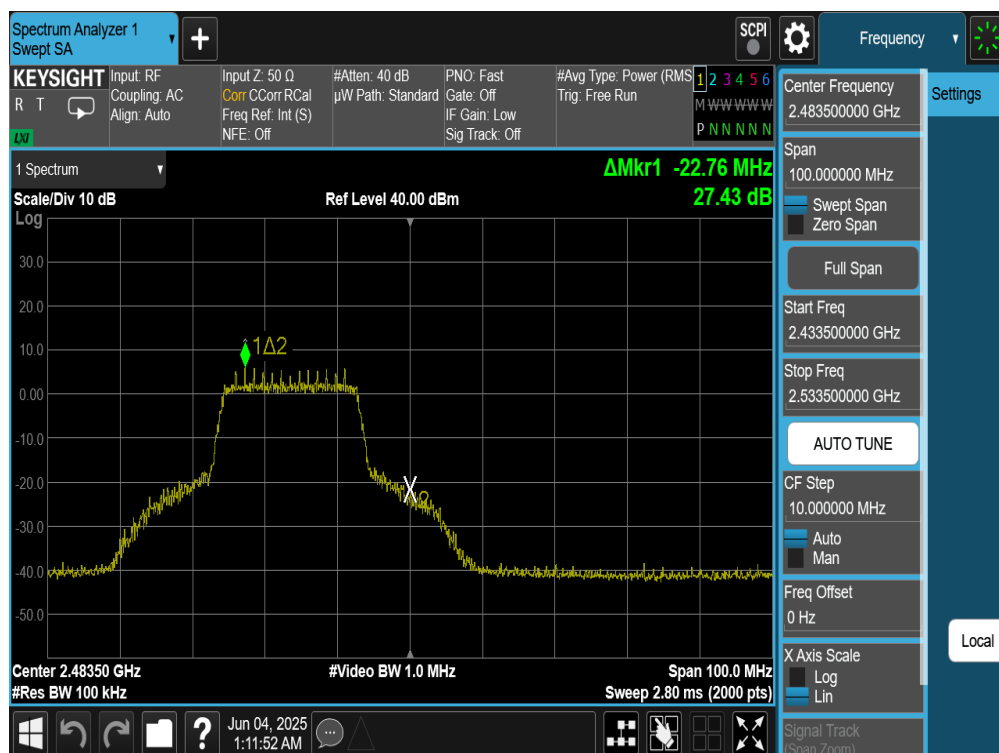 Spectrum Analyzer 1
Swept SA
+
SCPI
Frequency
KEYSIGHT
R T
LXI
Input: RF
Coupling: AC
Align: Auto
Input Z: 50 Ω
Corr CCorr RCal
Freq Ref: Int (S)
NFE: Off
#Atten: 40 dB
µW Path: Standard
PNO: Fast
Gate: Off
IF Gain: Low
Sig Track: Off
#Avg Type: Power (RMS
Trig: Free Run
1 2 3 4 5 6
M W W W W W
P N N N N N
1 Spectrum
ΔMkr1 -22.76 MHz
27.43 dB
Scale/Div 10 dB
Ref Level 40.00 dBm
Log
30.0
20.0
10.0
0.00
-10.0
-20.0
-30.0
-40.0
-50.0
1Δ2
X
2
Center 2.48350 GHz
#Video BW 1.0 MHz
Span 100.0 MHz
#Res BW 100 kHz
Sweep 2.80 ms (2000 pts)
?
Jun 04, 2025
1:11:52 AM
Center Frequency
2.483500000 GHz
Span
100.000000 MHz
Swept Span
Zero Span
Full Span
Start Freq
2.433500000 GHz
Stop Freq
2.533500000 GHz
AUTO TUNE
CF Step
10.000000 MHz
Auto
Man
Freq Offset
0 Hz
X Axis Scale
Log
Lin
Signal Track
(Span Zoom)
Settings
Local